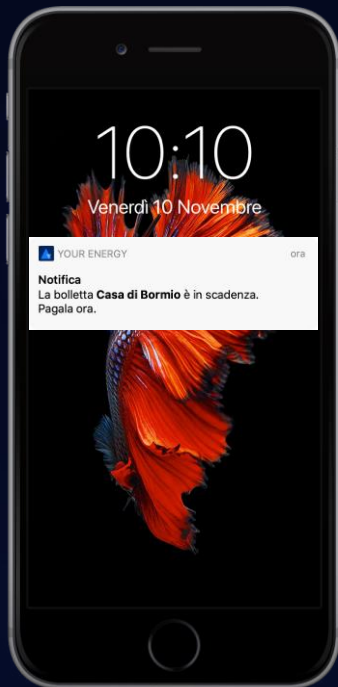 10:10
Venerdì 10 Novembre
YOUR ENERGY ora
Notifica
La bolletta Casa di Bormio è in scadenza.
Pagala ora.